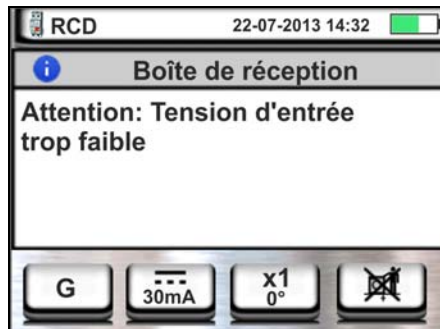 RCD 22-07-2013 14:32
i Boîte de réception
Attention: Tension d'entrée
trop faible
G 30mA x1
0°